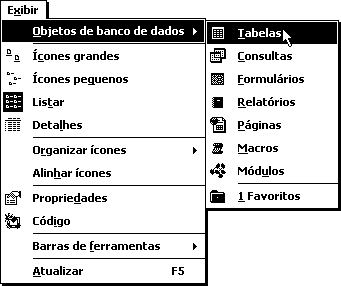 Exibir
Objetos de banco de dados
Ícones grandes
Ícones pequenos
Listar
Detalhes
Organizar ícones
Alinhar ícones
Propriedades
Código
Barras de ferramentas
Atualizar F5
Tabelas
Consultas
Formulários
Relatórios
Páginas
Macros
Módulos
1 Favoritos